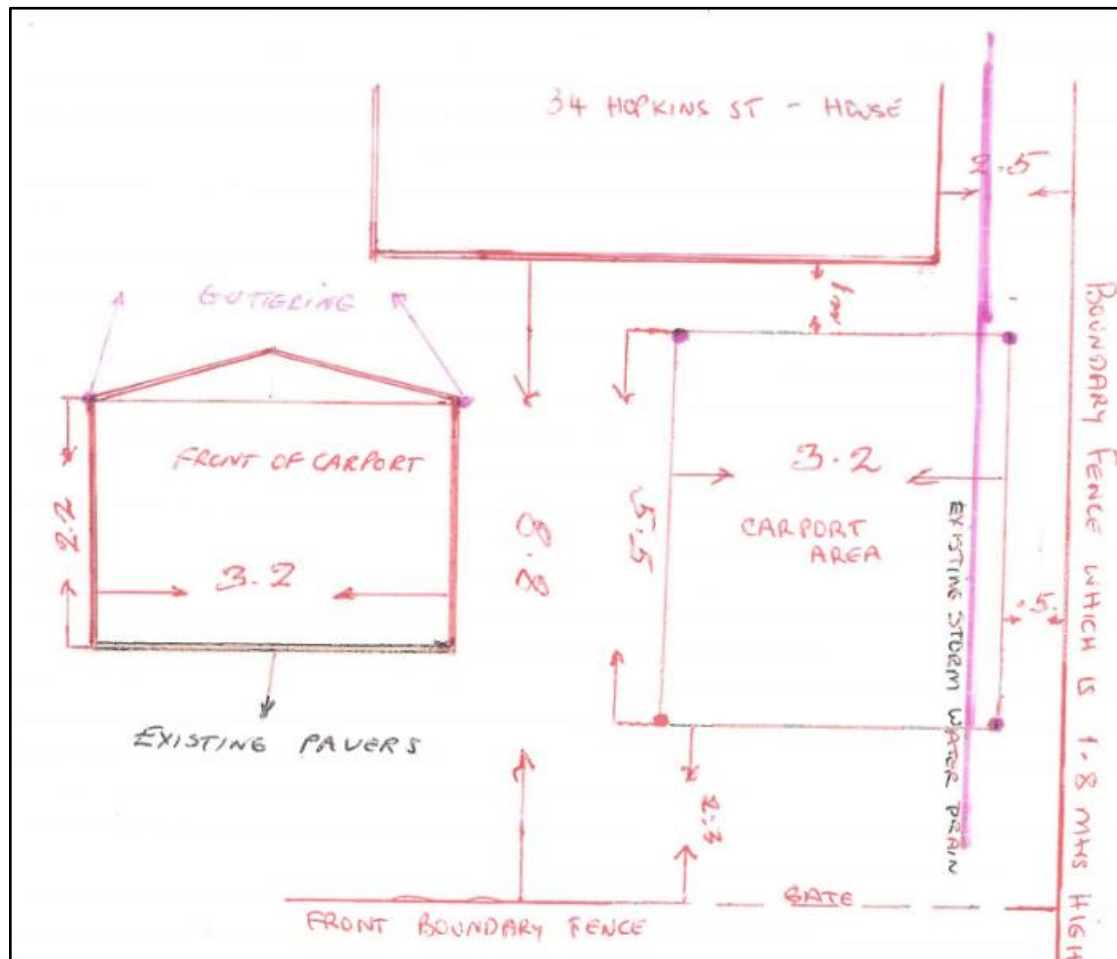 34 HOPKINS ST - HOUSE
2.5
GUTTERING
1m
FRONT OF CARPORT
2.2
3.2
8.8
5.5
3.2
CARPORT
AREA
EXISTING STORM WATER DRAIN
.5
BOUNDARY FENCE WHICH IS 1.8 MTS HIGH
EXISTING PAVERS
2.3
GATE
FRONT BOUNDARY FENCE